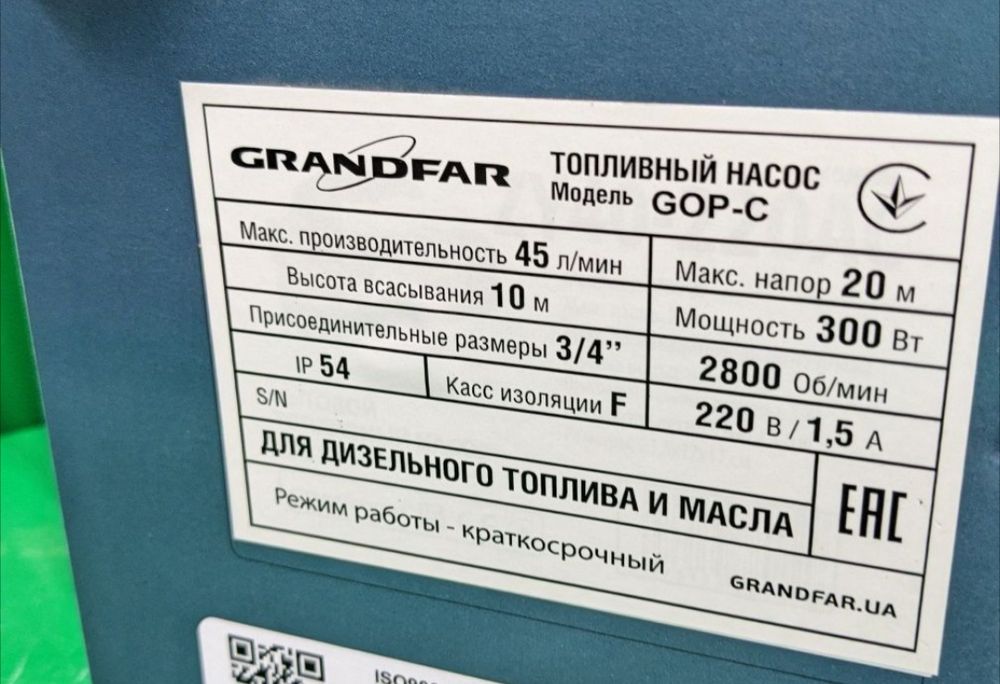 GRANDFAR
ТОПЛИВНЫЙ НАСОС
Модель GOP-C
Макс. производительность 45 л/мин
Макс. напор 20 м
Высота всасывания 10 м
Мощность 300 Вт
Присоединительные размеры 3/4”
2800 Об/мин
IP 54
Касс изоляции F
220 В / 1,5 А
S/N
ДЛЯ ДИЗЕЛЬНОГО ТОПЛИВА И МАСЛА
ЕАС
Режим работы - краткосрочный
GRANDFAR.UA